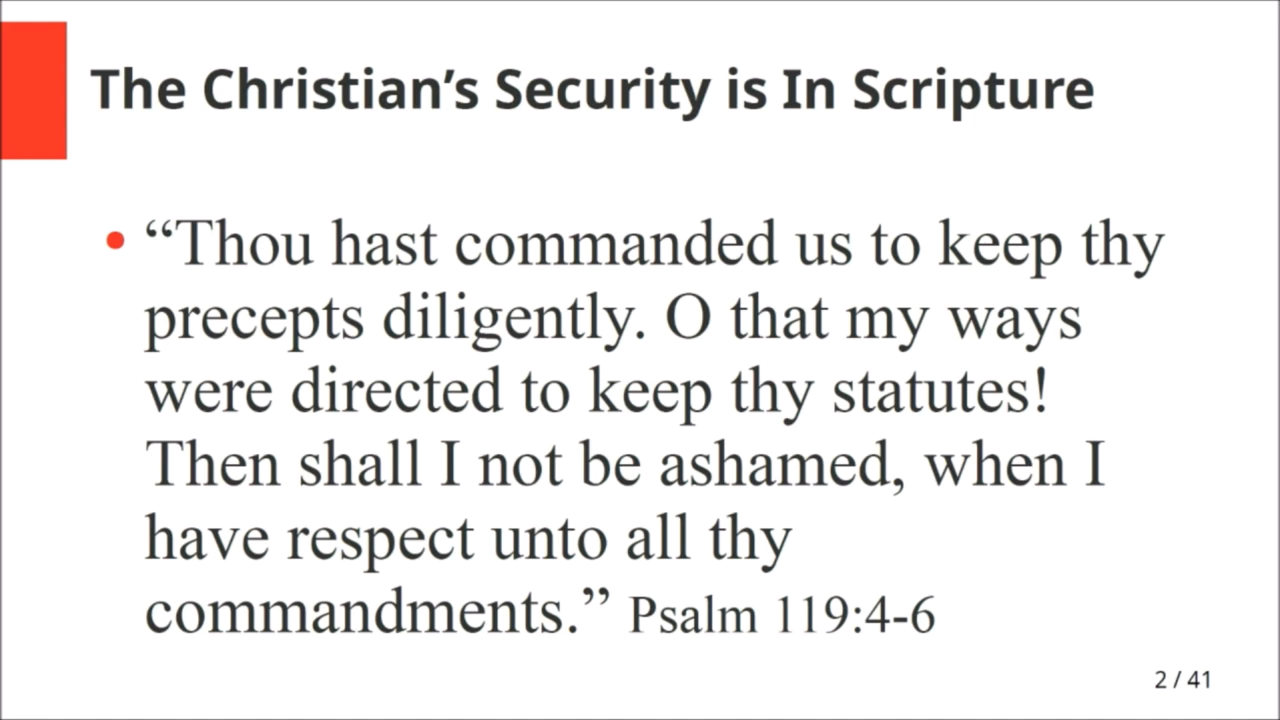 The Christian’s Security is In Scripture
• “Thou hast commanded us to keep thy
precepts diligently. O that my ways
were directed to keep thy statutes!
Then shall I not be ashamed, when I
have respect unto all thy
commandments.” Psalm 119:4-6
2 / 41